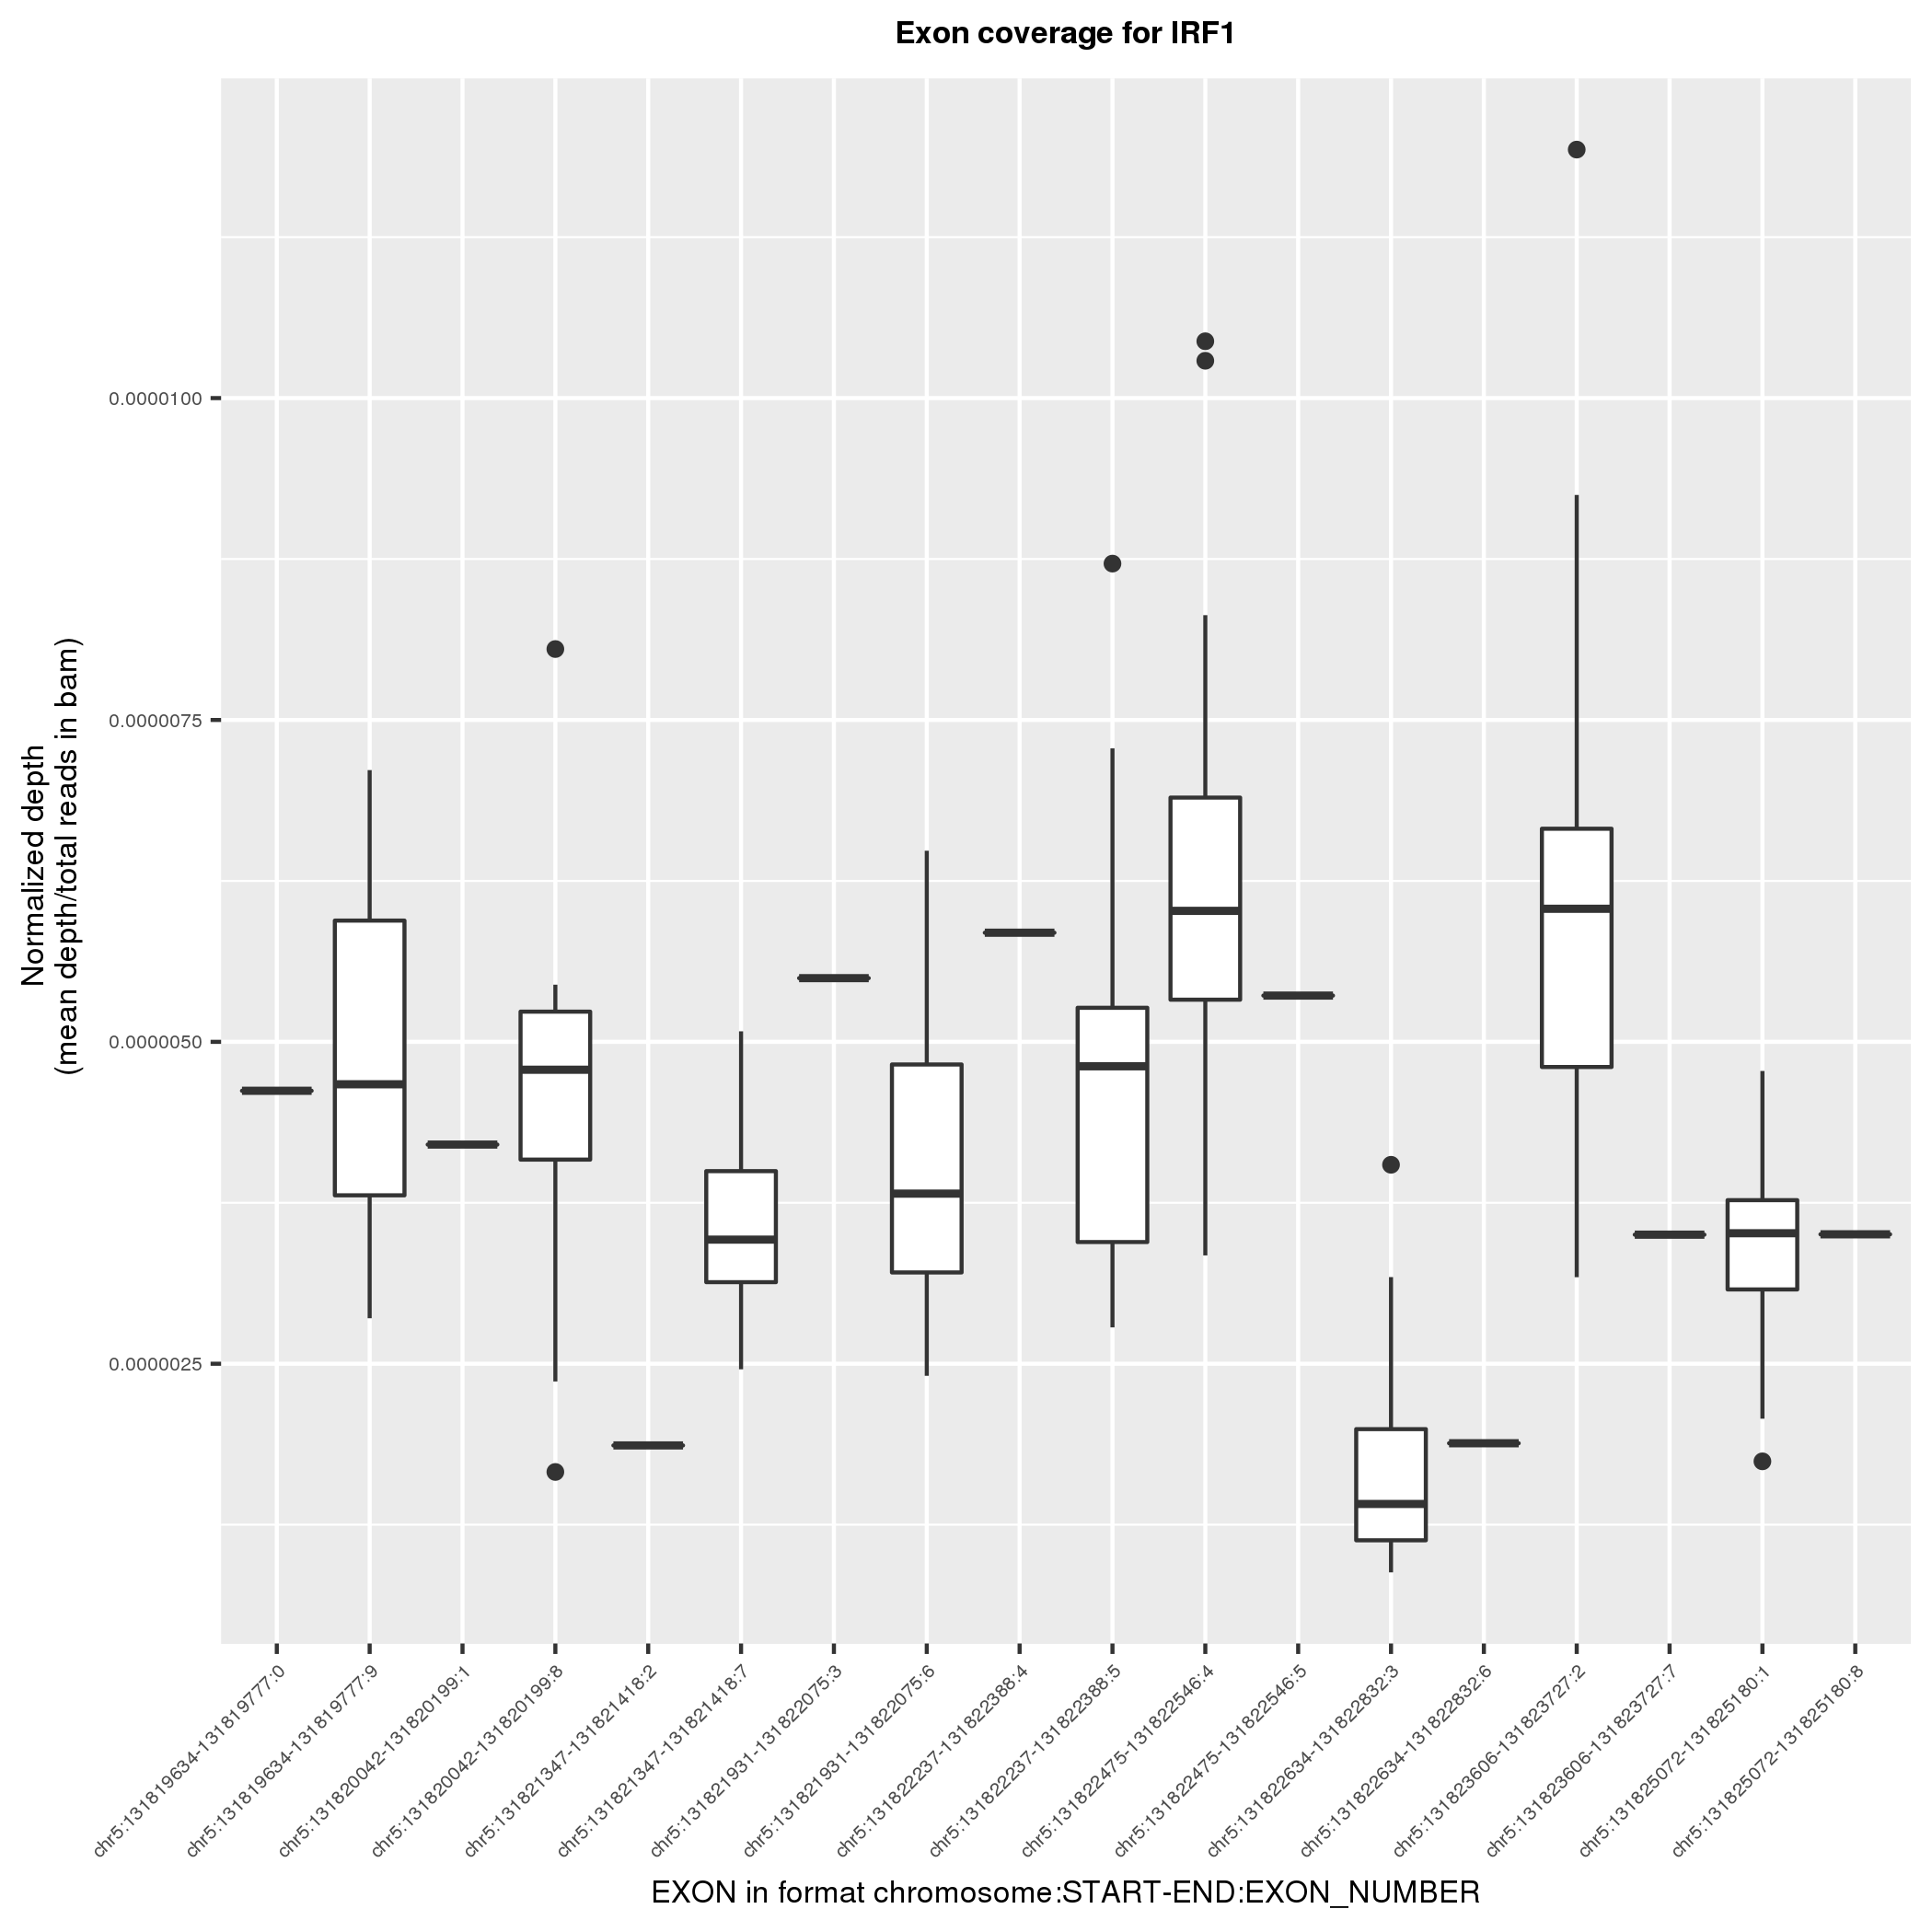 Exon coverage for IRF1
Normalized depth
(mean depth/total reads in bam)
0.0000100
0.0000075
0.0000050
0.0000025
chr5:131819634-131819777:0
chr5:131819634-131819777:9
chr5:131820042-131820199:1
chr5:131820042-131820199:8
chr5:131821347-131821418:2
chr5:131821347-131821418:7
chr5:131821931-131822075:3
chr5:131821931-131822075:6
chr5:131822237-131822388:4
chr5:131822237-131822388:5
chr5:131822475-131822546:4
chr5:131822475-131822546:5
chr5:131822634-131822832:3
chr5:131822634-131822832:6
chr5:131823606-131823727:2
chr5:131823606-131823727:7
chr5:131825072-131825180:1
chr5:131825072-131825180:8
EXON in format chromosome:START-END:EXON_NUMBER